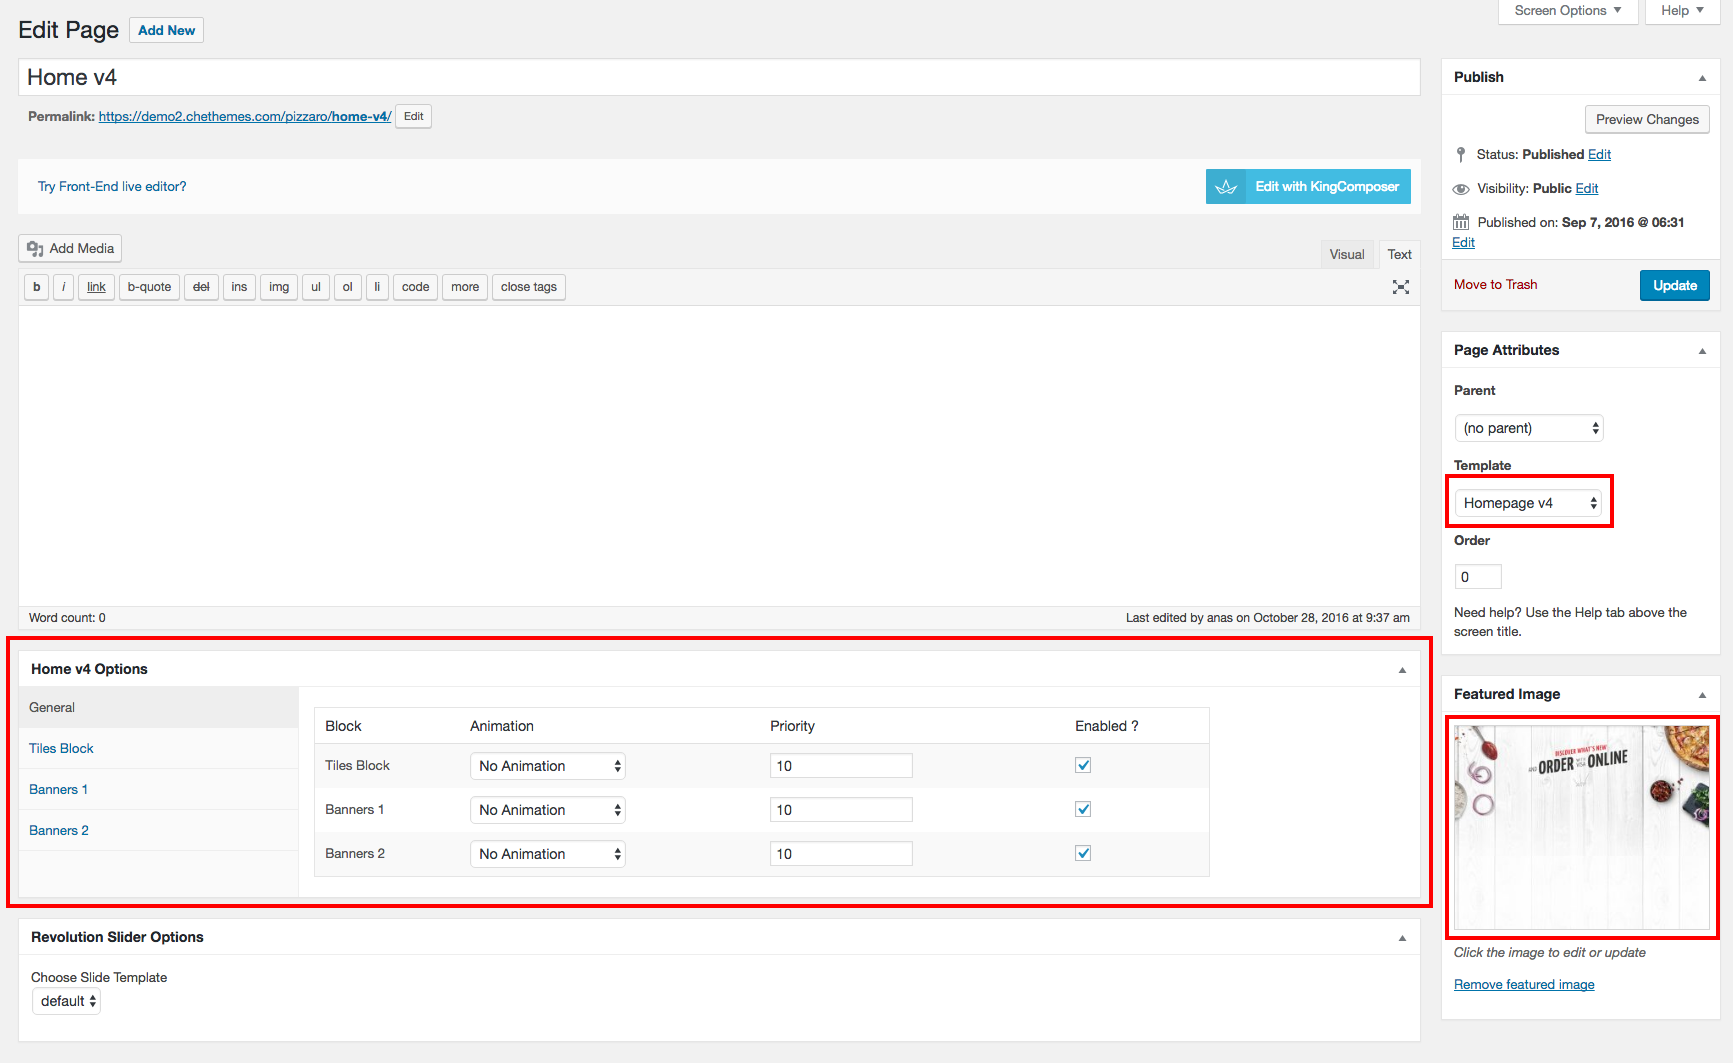 Screen Options
Help
Edit Page Add New
Home v4
Permalink: https://demo2.chethemes.com/pizzaro/home-v4/ Edit
Try Front-End live editor?
Edit with KingComposer
Add Media
Visual Text
b i link b-quote del ins img ul ol li code more close tags
Word count: 0
Last edited by anas on October 28, 2016 at 9:37 am
Home v4 Options
General
Tiles Block
Banners 1
Banners 2
Block Animation Priority Enabled ?
Tiles Block No Animation 10
Banners 1 No Animation 10
Banners 2 No Animation 10
Revolution Slider Options
Choose Slide Template
default
Publish
Preview Changes
Status: Published Edit
Visibility: Public Edit
Published on: Sep 7, 2016 @ 06:31
Edit
Move to Trash
Update
Page Attributes
Parent
(no parent)
Template
Homepage v4
Order
0
Need help? Use the Help tab above the
screen title.
Featured Image
DISCOVER WHAT'S NEW
AND ORDER ONLINE
Click the image to edit or update
Remove featured image